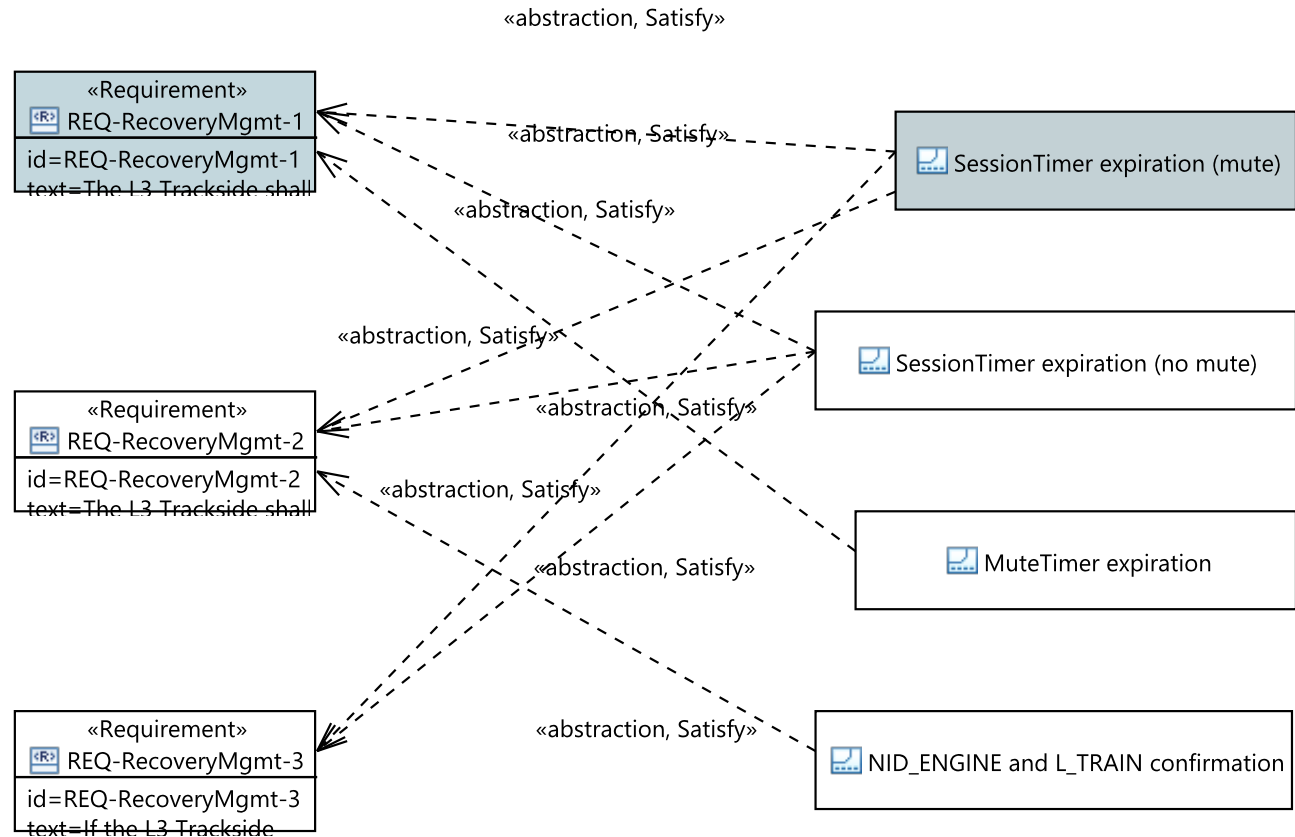 «abstraction, Satisfy»
«Requirement»
REQ-RecoveryMgmt-1
id=REQ-RecoveryMgmt-1
text=The L3 Trackside shall
«abstraction, Satisfy»
SessionTimer expiration (mute)
«abstraction, Satisfy»
«abstraction, Satisfy»
SessionTimer expiration (no mute)
«Requirement»
REQ-RecoveryMgmt-2
id=REQ-RecoveryMgmt-2
text=The L3 Trackside shall
«abstraction, Satisfy»
«abstraction, Satisfy»
«abstraction, Satisfy»
MuteTimer expiration
«Requirement»
REQ-RecoveryMgmt-3
id=REQ-RecoveryMgmt-3
text=If the L3 Trackside
«abstraction, Satisfy»
NID_ENGINE and L_TRAIN confirmation